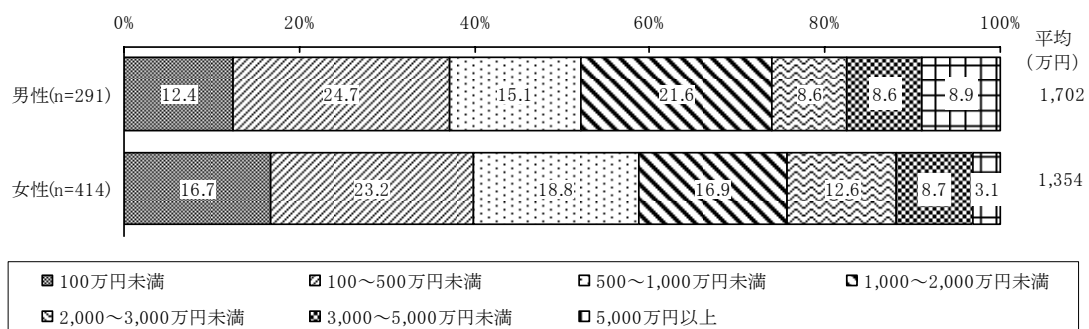 0% 20% 40% 60% 80% 100%
平均
(万円)
男性(n=291) 12.4 24.7 15.1 21.6 8.6 8.6 8.9 1,702
女性(n=414) 16.7 23.2 18.8 16.9 12.6 8.7 3.1 1,354
100万円未満 100～500万円未満 500～1,000万円未満 1,000～2,000万円未満
2,000～3,000万円未満 3,000～5,000万円未満 5,000万円以上